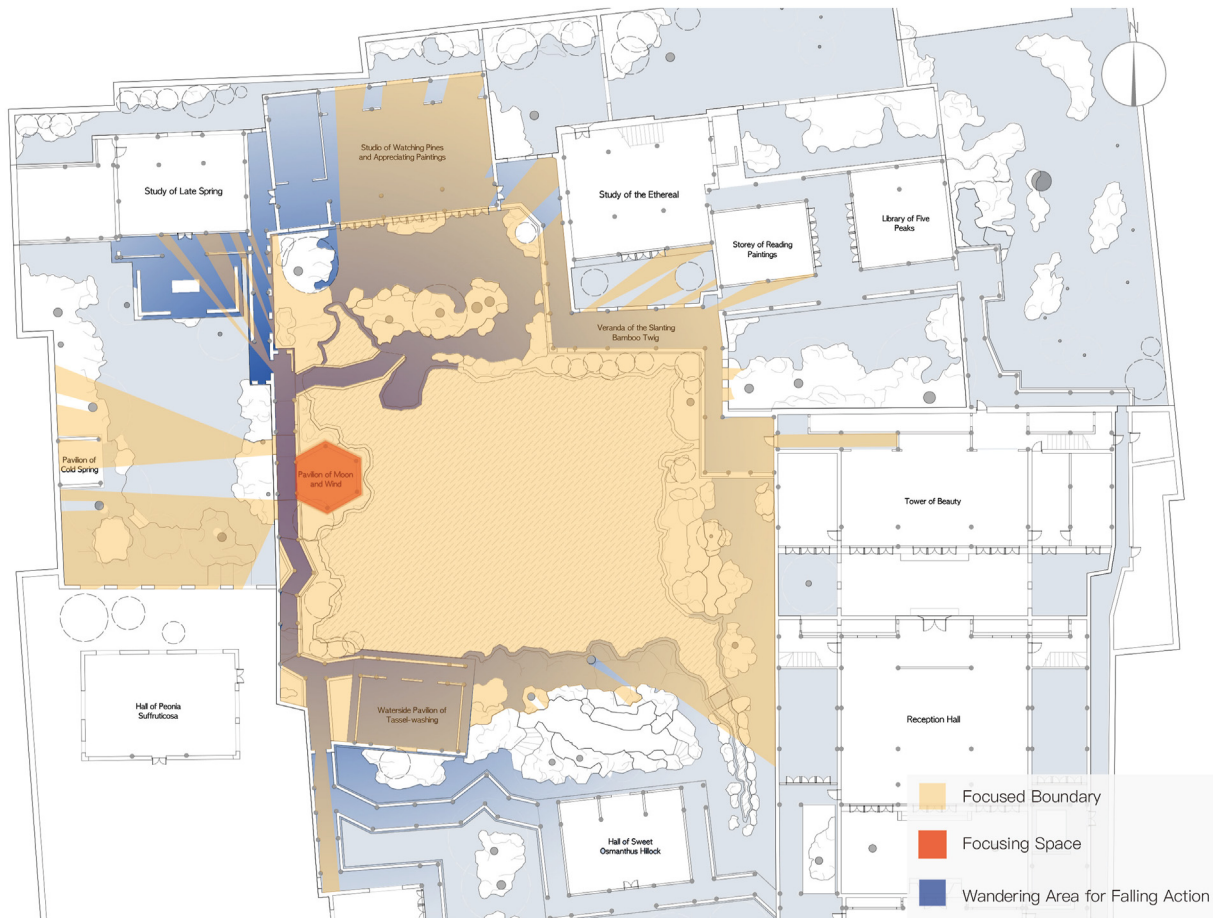 N
Studio of Watching Pines
and Appreciating Paintings
Study of Late Spring
Study of the Ethereal
Library of Five
Peaks
Storey of Reading
Paintings
Veranda of the Slanting
Bamboo Twig
Pavilion of
Cold Spring
Pavilion of Moon
and Wind
Tower of Beauty
Hall of Peonia
Suffruticosa
Waterside Pavilion of
Tassel-washing
Reception Hall
Hall of Sweet
Osmanthus Hillock
Focused Boundary
Focusing Space
Wandering Area for Falling Action